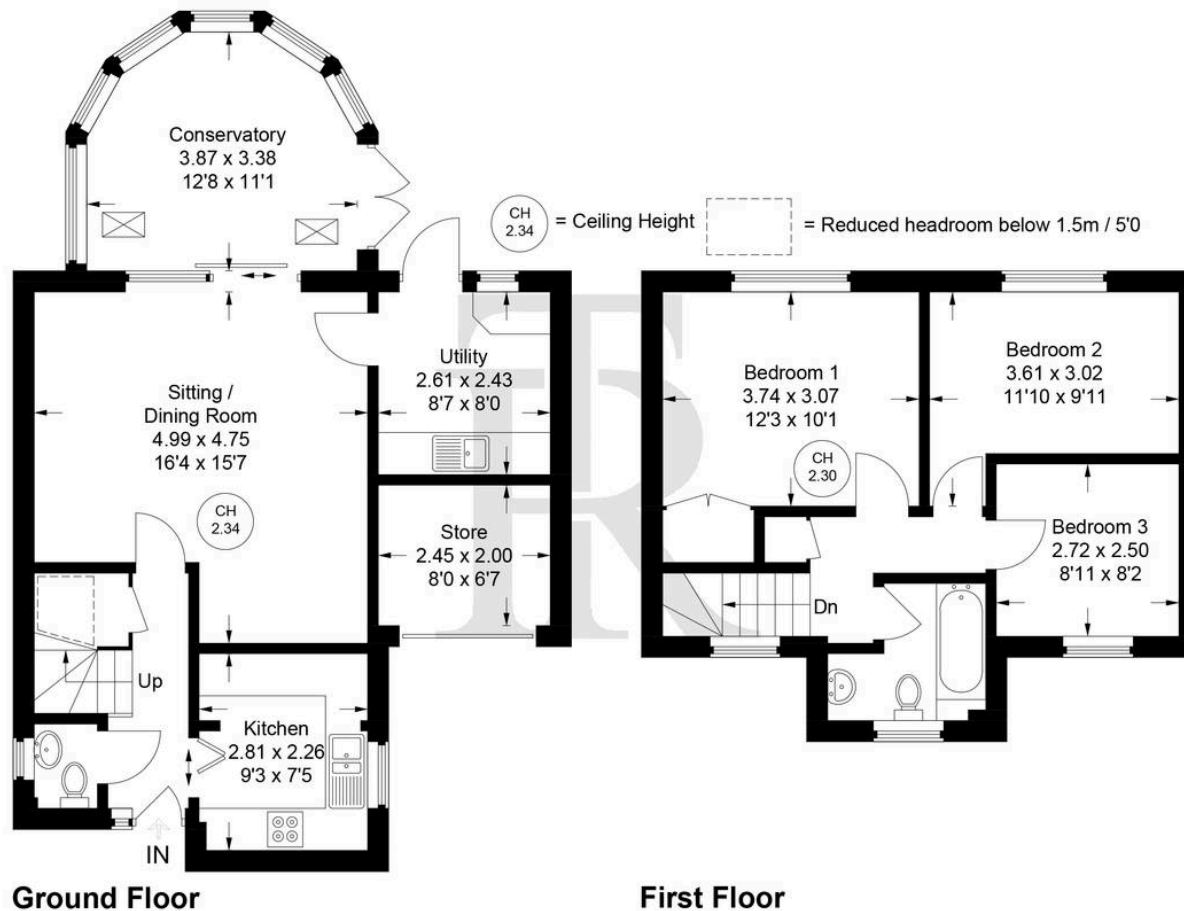 Conservatory
3.87 x 3.38
12'8 x 11'1
CH
2.34
= Ceiling Height
= Reduced headroom below 1.5m / 5'0
Sitting /
Dining Room
4.99 x 4.75
16'4 x 15'7
CH
2.34
Utility
2.61 x 2.43
8'7 x 8'0
Store
2.45 x 2.00
8'0 x 6'7
Up
Kitchen
2.81 x 2.26
9'3 x 7'5
IN
Ground Floor
Bedroom 1
3.74 x 3.07
12'3 x 10'1
CH
2.30
Bedroom 2
3.61 x 3.02
11'10 x 9'11
Bedroom 3
2.72 x 2.50
8'11 x 8'2
Dn
First Floor
TR